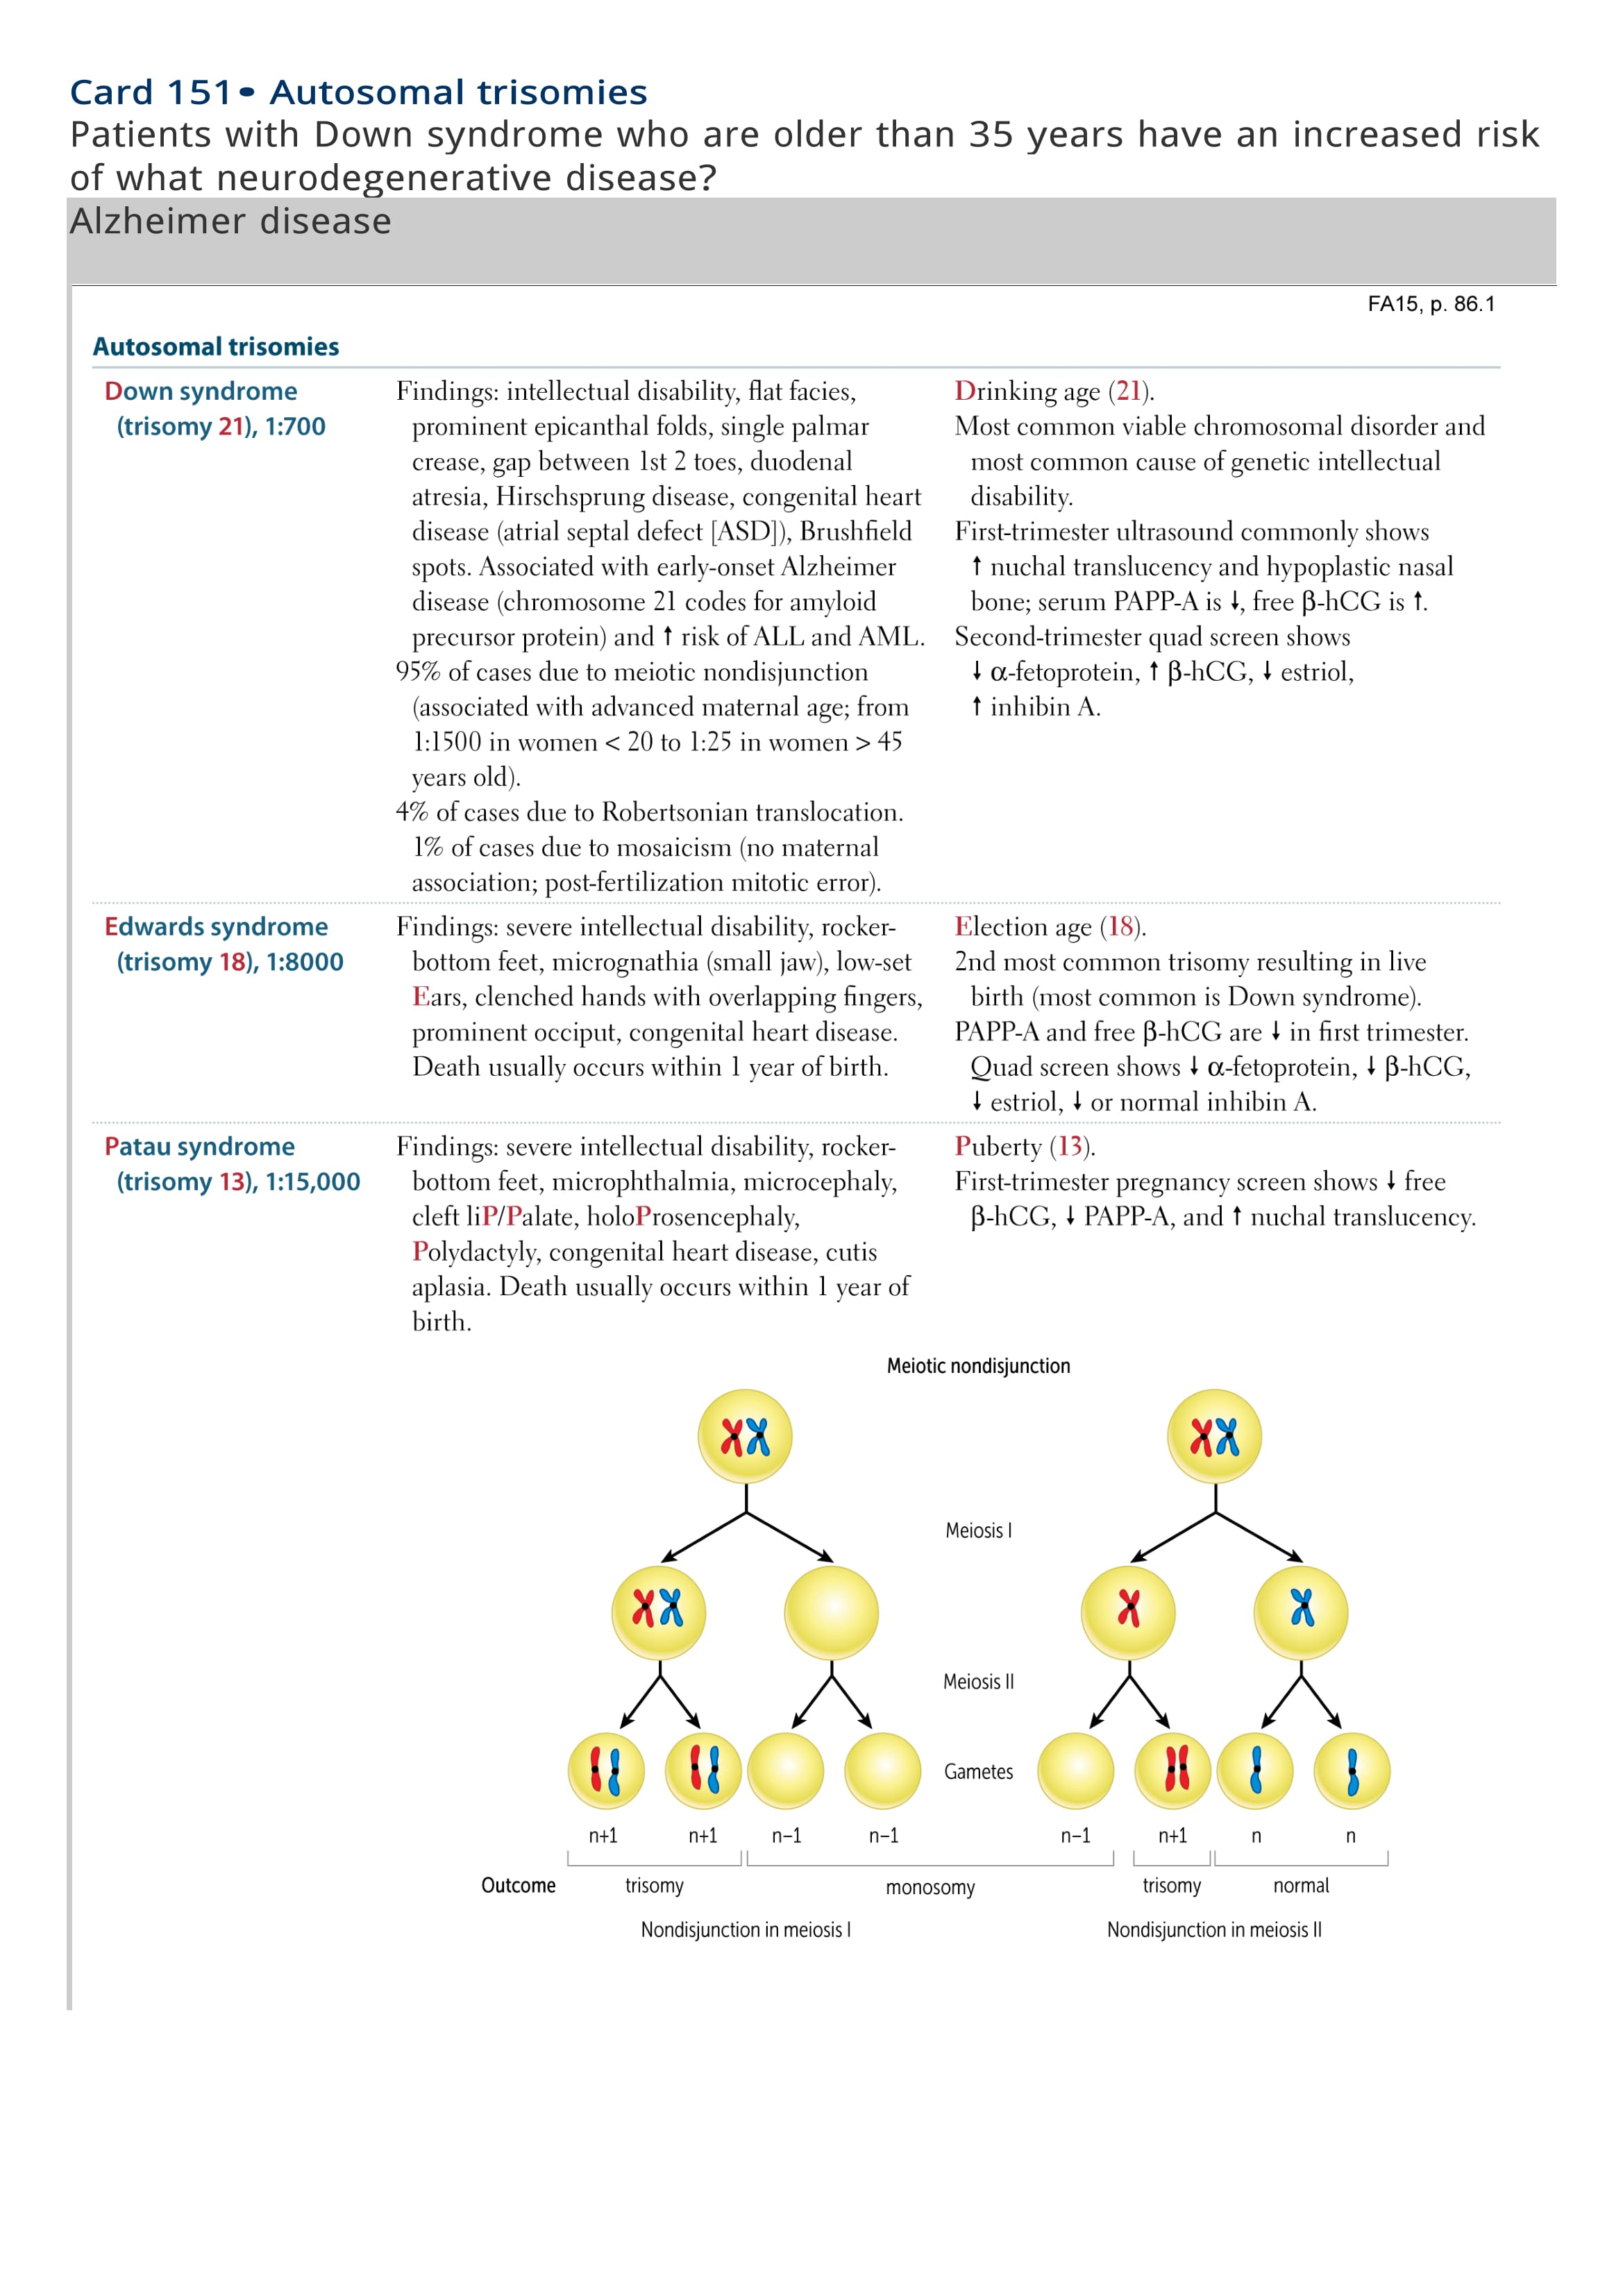 Card 151• Autosomal trisomies
Patients with Down syndrome who are older than 35 years have an increased risk
of what neurodegenerative disease?
Alzheimer disease
FA15, p. 86.1
Autosomal trisomies
Down syndrome
(trisomy 21), 1:700
Findings: intellectual disability, flat facies,
prominent epicanthal folds, single palmar
crease, gap between 1st 2 toes, duodenal
atresia, Hirschsprung disease, congenital heart
disease (atrial septal defect [ASD]), Brushfield
spots. Associated with early-onset Alzheimer
disease (chromosome 21 codes for amyloid
precursor protein) and ↑ risk of ALL and AML.
95% of cases due to meiotic nondisjunction
(associated with advanced maternal age; from
1:1500 in women < 20 to 1:25 in women > 45
years old).
4% of cases due to Robertsonian translocation.
1% of cases due to mosaicism (no maternal
association; post-fertilization mitotic error).
Drinking age (21).
Most common viable chromosomal disorder and
most common cause of genetic intellectual
disability.
First-trimester ultrasound commonly shows
↑ nuchal translucency and hypoplastic nasal
bone; serum PAPP-A is ↓, free β-hCG is ↑.
Second-trimester quad screen shows
↓ α-fetoprotein, ↑ β-hCG, ↓ estriol,
↑ inhibin A.
Edwards syndrome
(trisomy 18), 1:8000
Findings: severe intellectual disability, rocker-
bottom feet, micrognathia (small jaw), low-set
Ears, clenched hands with overlapping fingers,
prominent occiput, congenital heart disease.
Death usually occurs within 1 year of birth.
Election age (18).
2nd most common trisomy resulting in live
birth (most common is Down syndrome).
PAPP-A and free β-hCG are ↓ in first trimester.
Quad screen shows ↓ α-fetoprotein, ↓ β-hCG,
↓ estriol, ↓ or normal inhibin A.
Patau syndrome
(trisomy 13), 1:15,000
Findings: severe intellectual disability, rocker-
bottom feet, microphthalmia, microcephaly,
cleft liP/Palate, holoProsencephaly,
Polydactyly, congenital heart disease, cutis
aplasia. Death usually occurs within 1 year of
birth.
Puberty (13).
First-trimester pregnancy screen shows ↓ free
β-hCG, ↓ PAPP-A, and ↑ nuchal translucency.
Meiotic nondisjunction
Meiosis I
Meiosis II
Gametes
n+1 n+1 n−1 n−1 n−1 n+1 n n
Outcome trisomy monosomy trisomy normal
Nondisjunction in meiosis I Nondisjunction in meiosis II